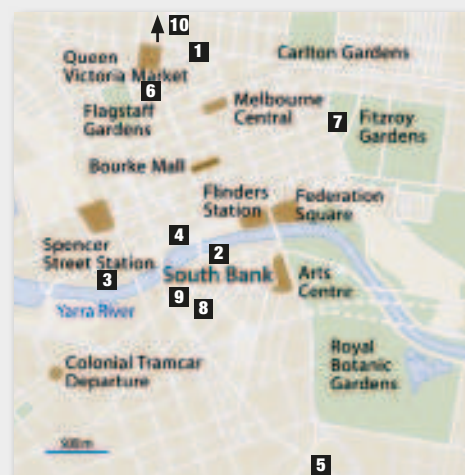 10
1
Carlton Gardens
Queen
Victoria Market
6
Melbourne
Central
Flagstaff
Gardens
7
Fitzroy
Gardens
Bourke Mall
Flinders
Station
Federation
Square
4
Spencer
Street Station
2
South Bank
3
Arts
Centre
9
8
Yarra River
Royal
Botanic
Gardens
Colonial Tramcar
Departure
500m
5